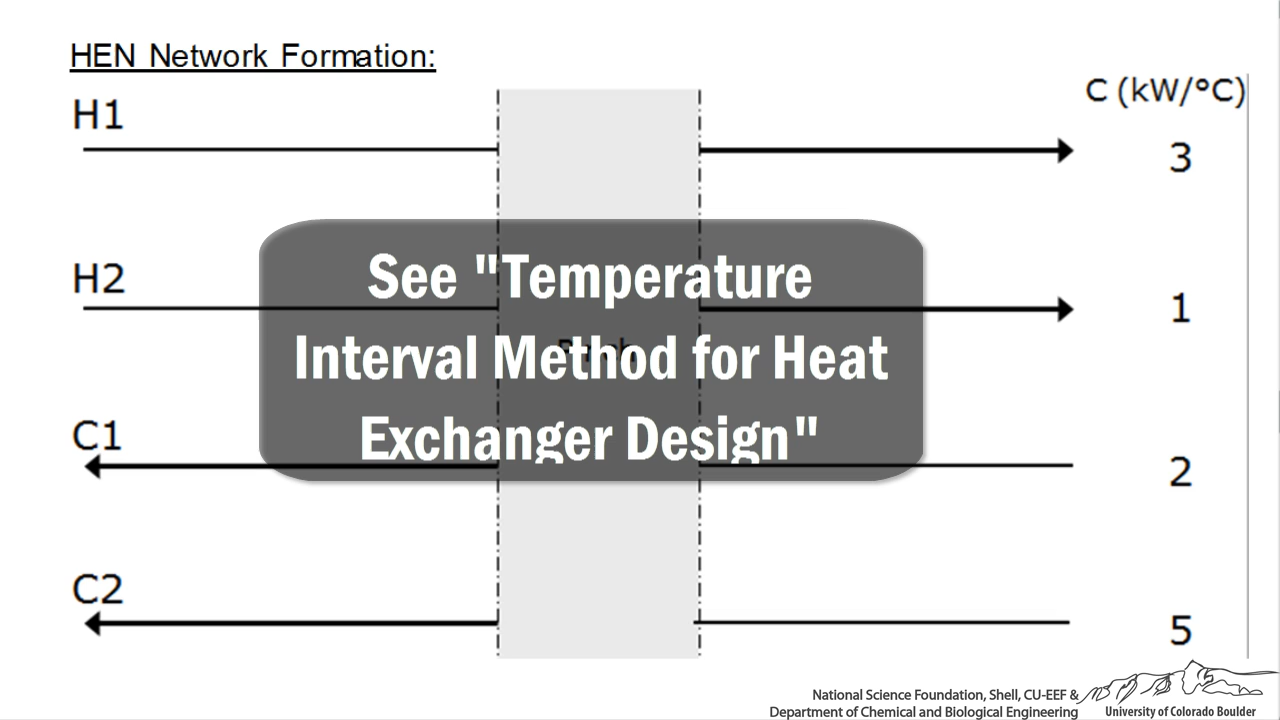 HEN Network Formation:
C (kW/°C)
H1
3
See "Temperature
H2
1
Interval Method for Heat
Exchanger Design"
C1
2
C2
5
National Science Foundation, Shell, CU-EEF &
Department of Chemical and Biological Engineering
University of Colorado Boulder